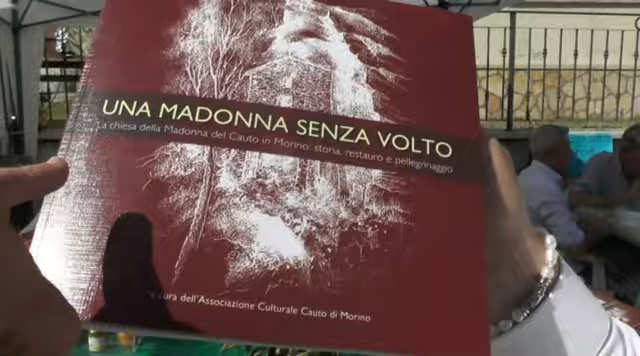 UNA MADONNA SENZA VOLTO
La chiesa della Madonna del Cauto in Morino: storia, restauro e pellegrinaggio
a cura dell'Associazione Culturale Cauto di Morino